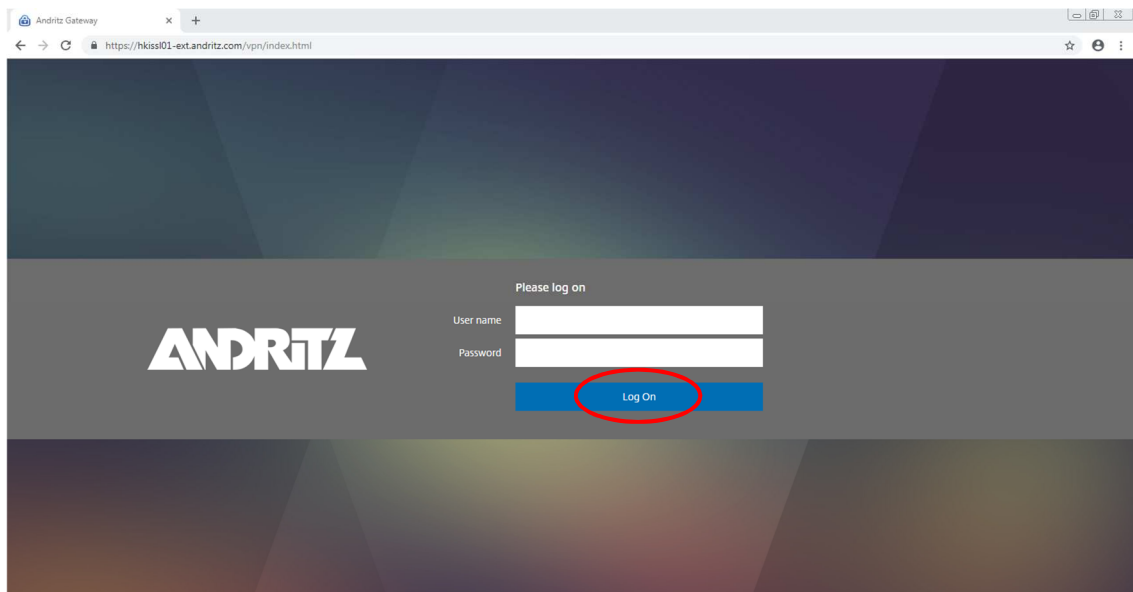 Andritz Gateway
https://hkissl01-ext.andritz.com/vpn/index.html
Please log on
User name
ANDRITZ
Password
Log On